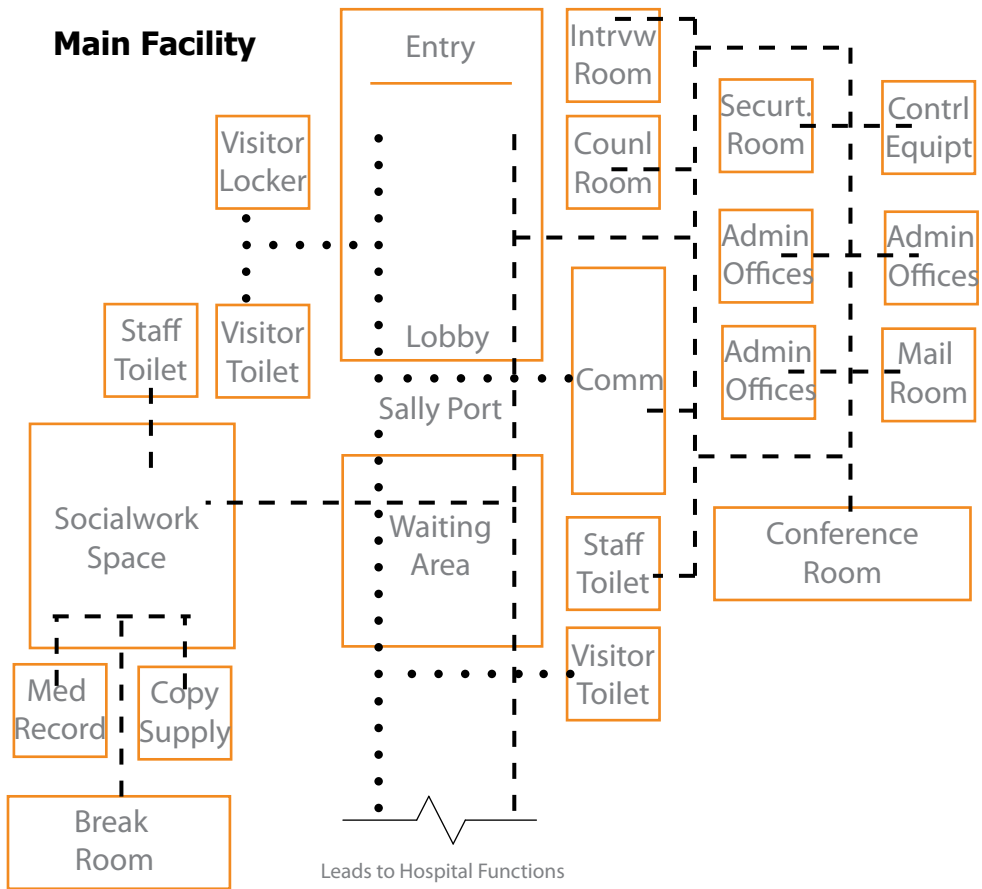 Main Facility
Entry
Intrvw
Room
Securt.
Room
Contrl
Equipt
Visitor
Locker
Counl
Room
Admin
Offices
Admin
Offices
Staff
Toilet
Visitor
Toilet
Lobby
Comm
Admin
Offices
Mail
Room
Sally Port
Socialwork
Space
Waiting
Area
Staff
Toilet
Conference
Room
Visitor
Toilet
Med
Record
Copy
Supply
Break
Room
Leads to Hospital Functions